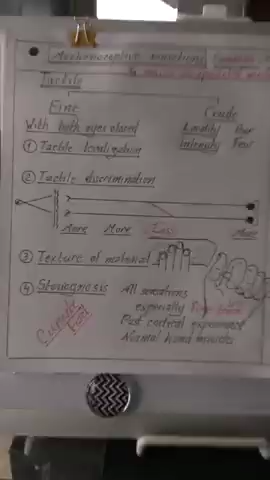 Mechanoreceptive sensations
Tactile
Fine
Crude
With both eyes closed
Locality Poor
① Tactile localization
Intensity Poor
② Tactile discrimination
More More Less More
③ Texture of material
④ Stereognosis
All sensations
especially
Past cortical experience
Normal hand muscles